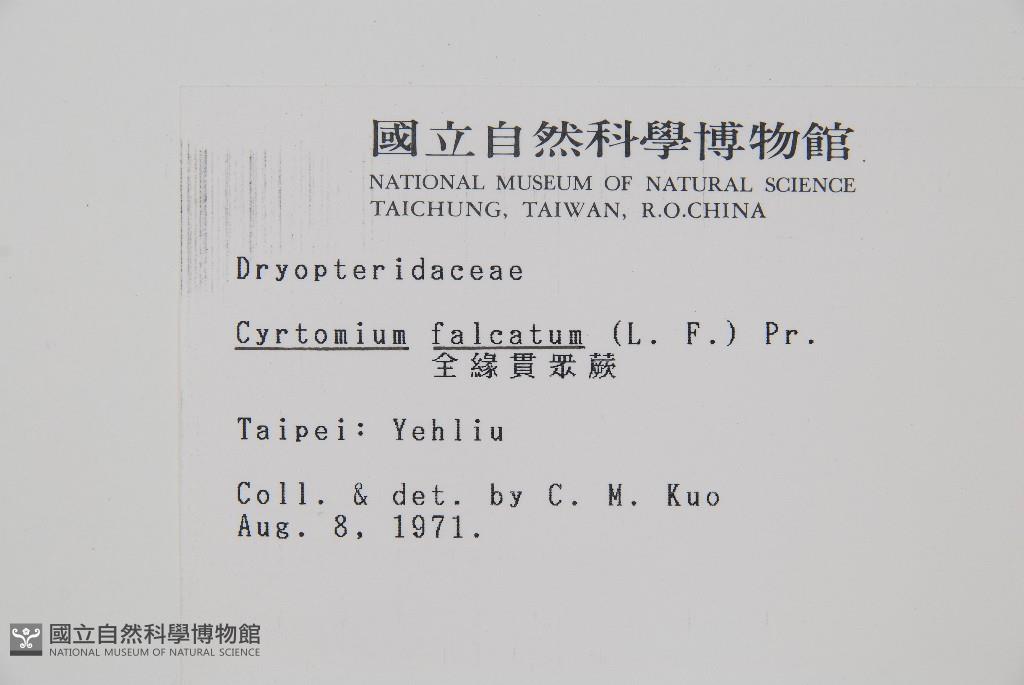 國立自然科學博物館
NATIONAL MUSEUM OF NATURAL SCIENCE
TAICHUNG, TAIWAN, R.O.CHINA
Dryopteridaceae
Cyrtomium falcatum (L. F.) Pr.
全緣貫眾蕨
Taipei: Yehliu
Coll. & det. by C. M. Kuo
Aug. 8, 1971.
國立自然科學博物館
NATIONAL MUSEUM OF NATURAL SCIENCE